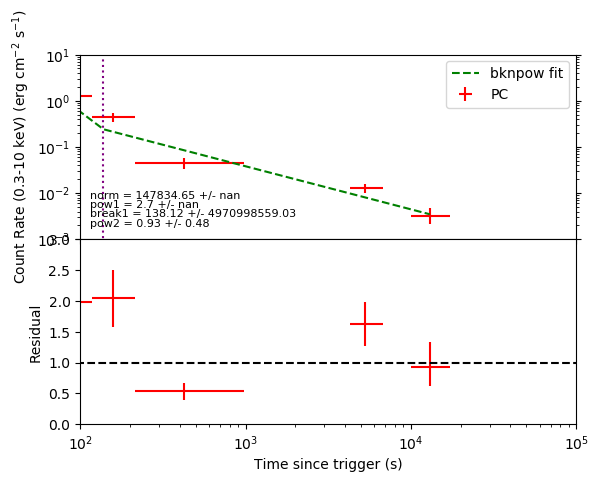 Count Rate (0.3-10 keV) (erg cm⁻² s⁻¹)
10¹
10⁰
10⁻¹
10⁻²
10⁻³
bknpow fit
PC
norm = 147834.65 +/- nan
pow1 = 2.7 +/- nan
break1 = 138.12 +/- 4970998559.03
pow2 = 0.93 +/- 0.48
Residual
3.0
2.5
2.0
1.5
1.0
0.5
0.0
10² 10³ 10⁴ 10⁵
Time since trigger (s)